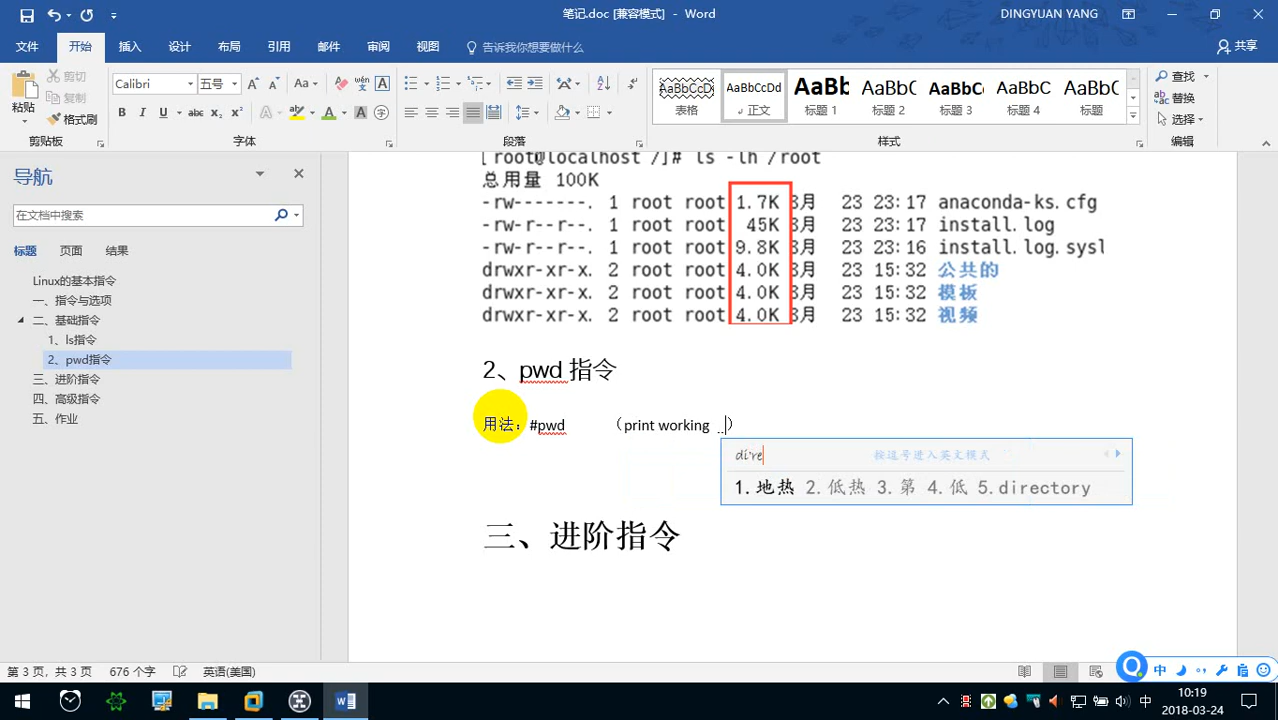 笔记.doc [兼容模式] - Word
DINGYUAN YANG
文件 开始 插入 设计 布局 引用 邮件 审阅 视图 告诉我你想要做什么 共享
粘贴 剪切 复制 格式刷
Calibri 五号
AaBbCcDd 表格
AaBbCcDd 正文
AaBb 标题 1
AaBbC 标题 2
AaBbC 标题 3
AaBbC 标题 4
AaBbC 标题
查找 替换 选择
剪贴板 字体 段落 样式 编辑
导航
在文档中搜索
标题 页面 结果
Linux的基本指令
一、指令与选项
二、基础指令
1、ls指令
2、pwd指令
三、进阶指令
四、高级指令
五、作业
[root@localhost /]# ls -lh /root
总用量 100K
-rw-------. 1 root root 1.7K 8月 23 23:17 anaconda-ks.cfg
-rw-r--r--. 1 root root 45K 8月 23 23:17 install.log
-rw-r--r--. 1 root root 9.8K 8月 23 23:16 install.log.sysl
drwxr-xr-x. 2 root root 4.0K 8月 23 15:32 公共的
drwxr-xr-x. 2 root root 4.0K 8月 23 15:32 模板
drwxr-xr-x. 2 root root 4.0K 8月 23 15:32 视频
2、pwd 指令
用法：#pwd （print working ）
di're 按逗号进入英文模式
1.地热 2.低热 3.第 4.低 5.directory
三、进阶指令
第 3 页，共 3 页 676 个字 英语(美国)
中
中
10:19
2018-03-24